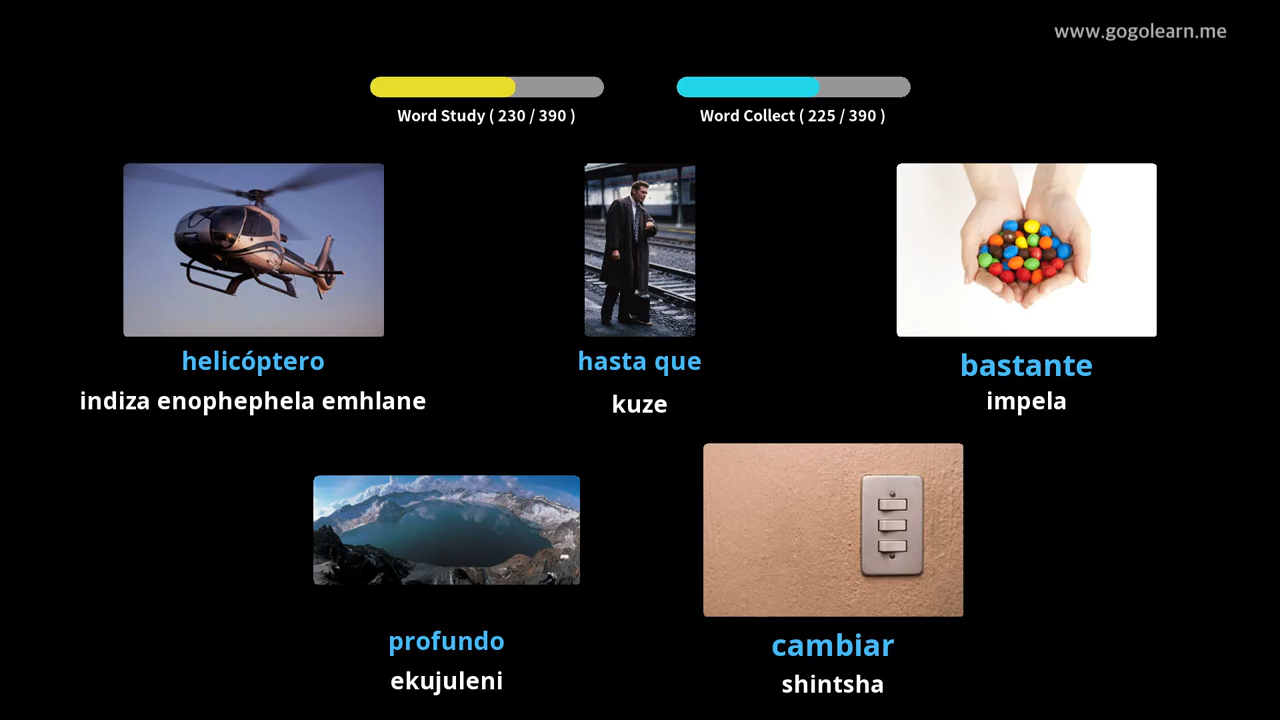 www.gogolearn.me
Word Study ( 230 / 390 )
Word Collect ( 225 / 390 )
helicóptero
indiza enophephela emhlane
hasta que
kuze
bastante
impela
profundo
ekujuleni
cambiar
shintsha